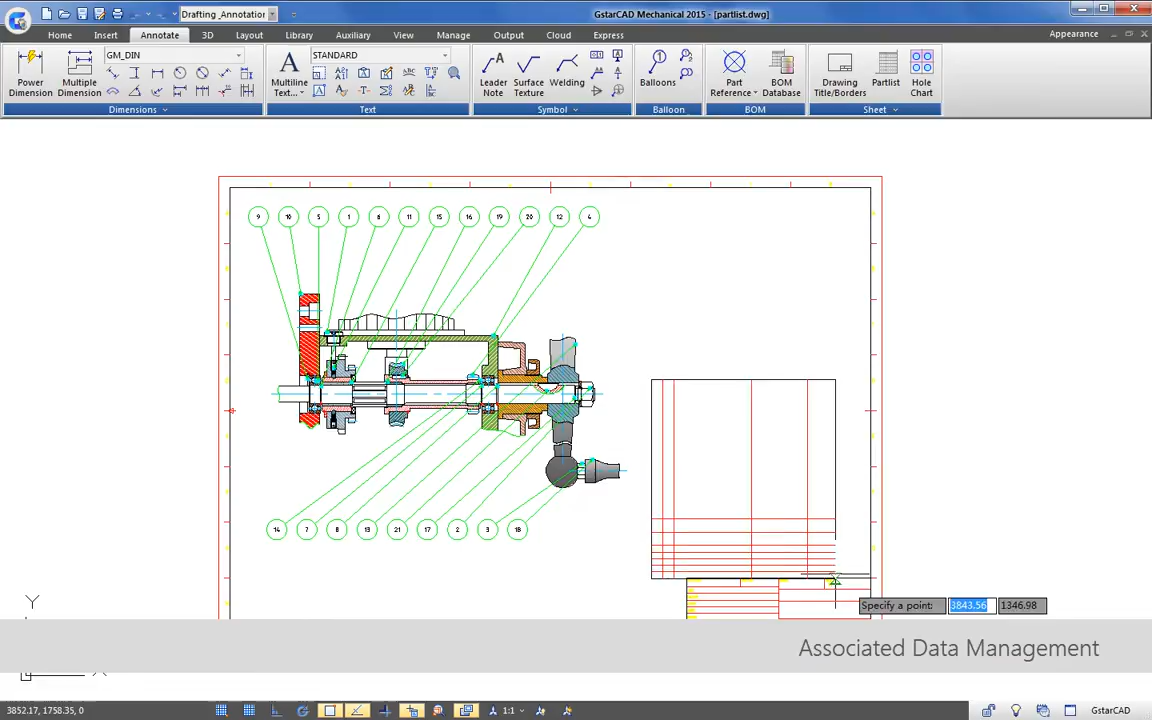 Drafting_Annotation
GstarCAD Mechanical 2015 - [partlist.dwg]
Home Insert Annotate 3D Layout Library Auxiliary View Manage Output Cloud Express Appearance
GM_DIN
STANDARD
Power Dimension
Multiple Dimension
Multiline Text...
Leader Note
Surface Texture
Welding
Balloons
Part Reference
BOM Database
Drawing Title/Borders
Partlist
Hole Chart
Dimensions
Text
Symbol
Balloon
BOM
Sheet
9 10 5 1 6 11 15 16 19 20 12 4
14 7 8 13 21 17 2 3 18
Specify a point: 3843.56 1346.98
Associated Data Management
3852.17, 1758.35, 0
1:1
GstarCAD